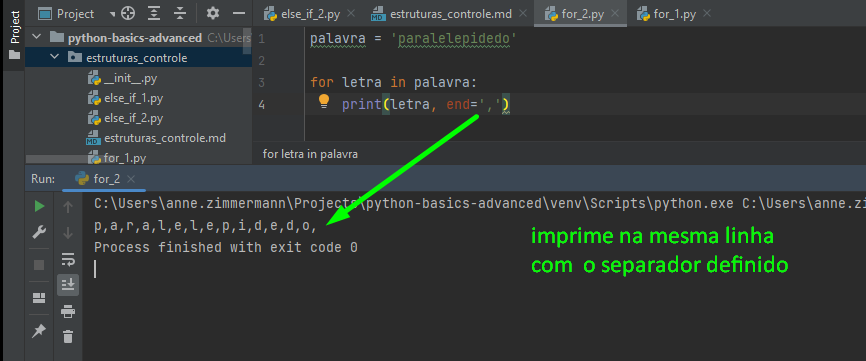 Project
else_if_2.py
estruturas_controle.md
for_2.py
for_1.py
Project
python-basics-advanced C:\Users
estruturas_controle
__init__.py
else_if_1.py
else_if_2.py
estruturas_controle.md
for_1.py
1 palavra = 'paralelepidedo'
2
3 for letra in palavra:
4 print(letra, end=',')
for letra in palavra
Run: for_2
C:\Users\anne.zimmermann\Projects\python-basics-advanced\venv\Scripts\python.exe C:\Users\anne.zi
p,a,r,a,l,e,l,e,p,i,d,e,d,o,
Process finished with exit code 0
imprime na mesma linha
com o separador definido